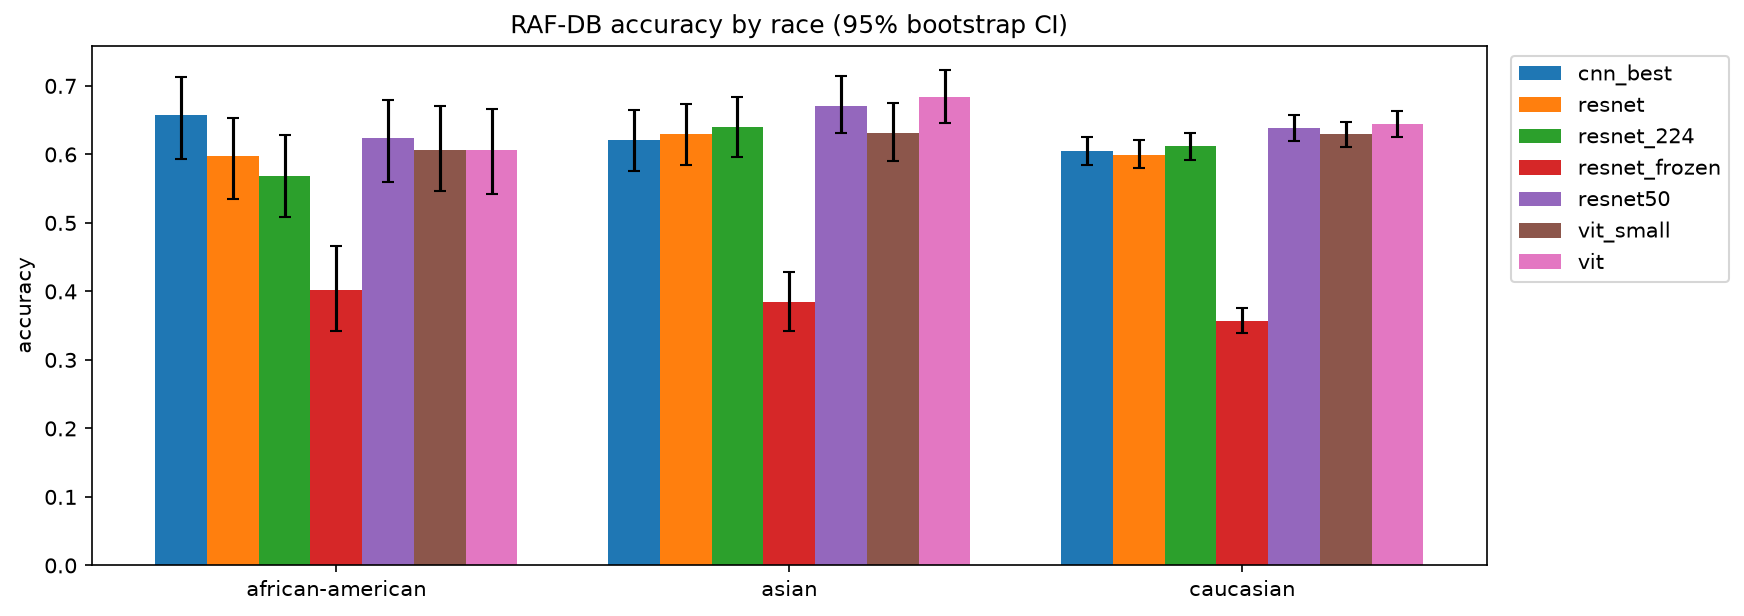 RAF-DB accuracy by race (95% bootstrap CI)
accuracy
0.7
0.6
0.5
0.4
0.3
0.2
0.1
0.0
african-american
asian
caucasian
cnn_best
resnet
resnet_224
resnet_frozen
resnet50
vit_small
vit